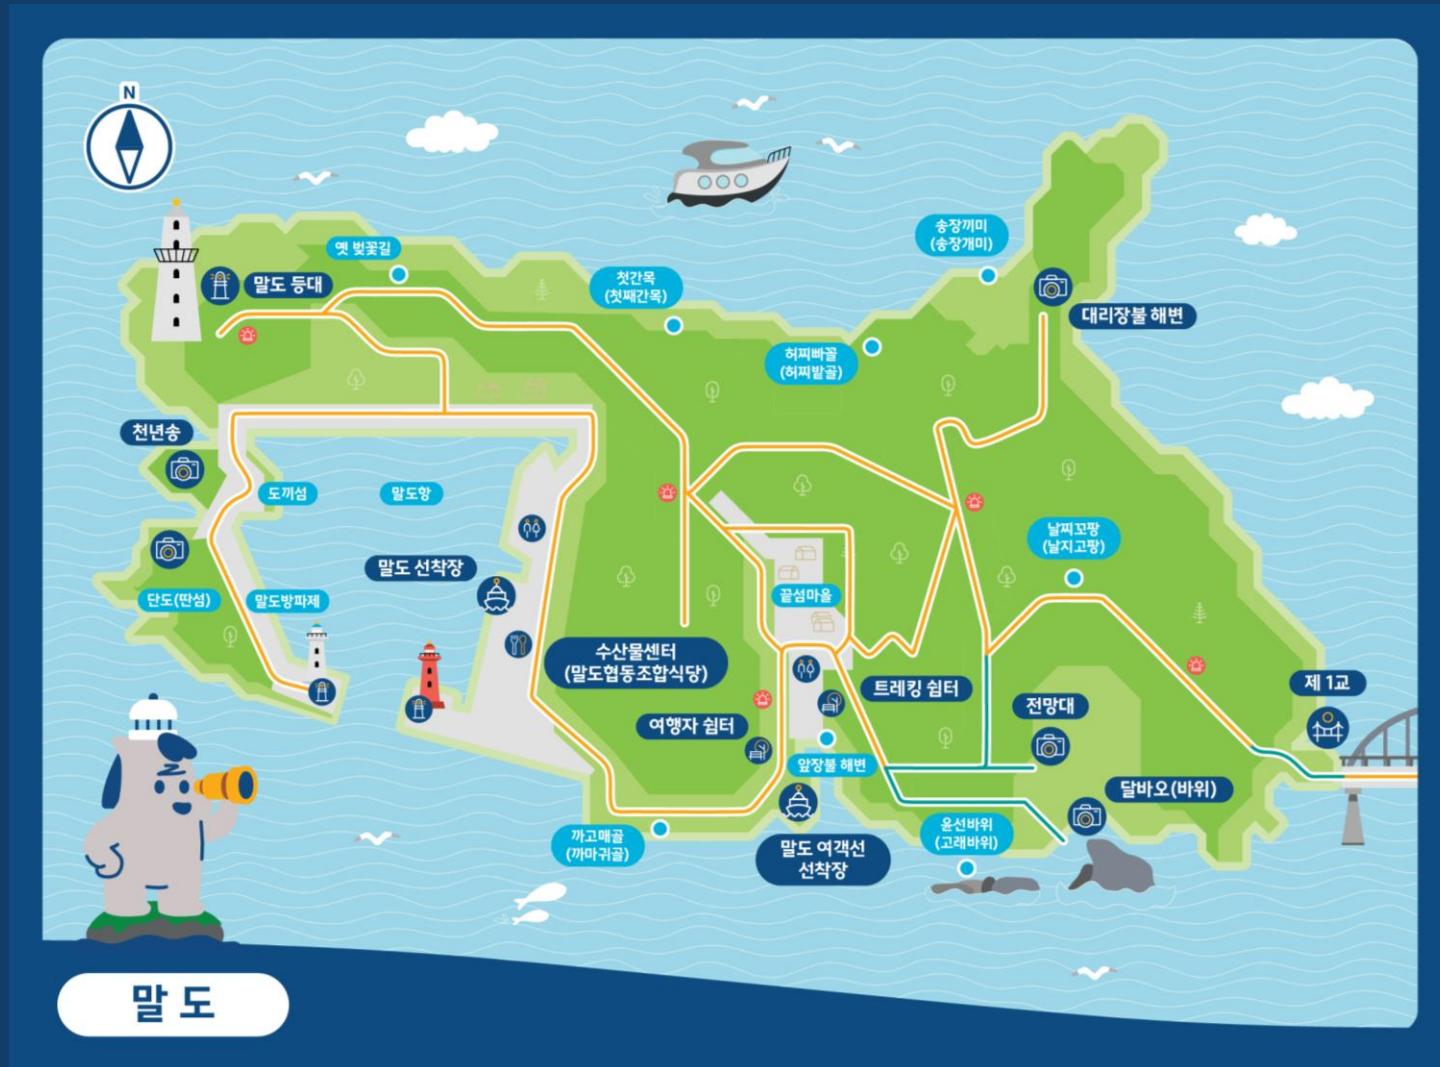 N
송장끼미
(송장개미)
옛 벚꽃길
첫간목
(첫째간목)
말도 등대
대리장불 해변
허찌빠꼴
(허찌밭골)
천년송
도끼섬
말도항
날찌꼬팡
(날지고팡)
말도 선착장
단도(딴섬)
말도방파제
끝섬마을
수산물센터
(말도협동조합식당)
트레킹 쉼터
제 1교
전망대
여행자 쉼터
앞장불 해변
달바오(바위)
까고매골
(까마귀골)
윤선바위
(고래바위)
말도 여객선
선착장
말 도